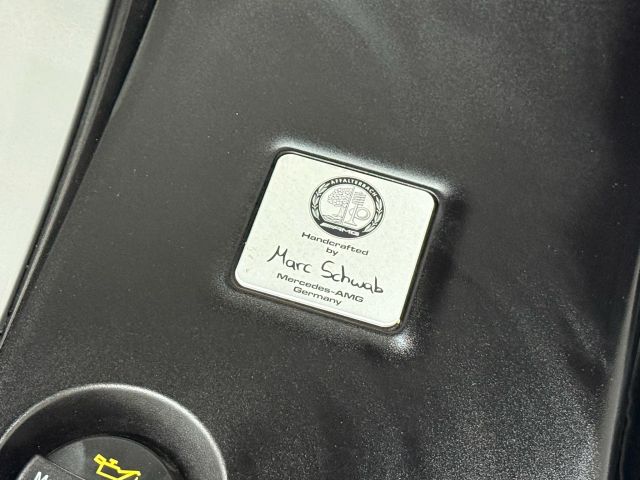 AFFALTERBACH
AMG
Handcrafted
by
Marc Schwab
Mercedes-AMG
Germany
M